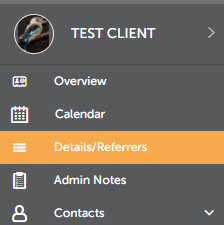 TEST CLIENT
Overview
Calendar
Details/Referrers
Admin Notes
Contacts